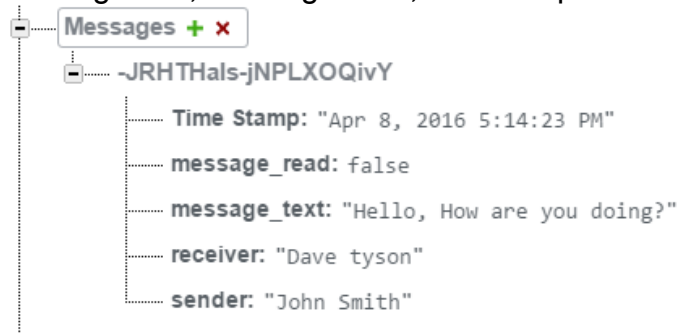 Messages + ×
-JRHTHals-jNPLXOQivY
Time Stamp: "Apr 8, 2016 5:14:23 PM"
message_read: false
message_text: "Hello, How are you doing?"
receiver: "Dave tyson"
sender: "John Smith"